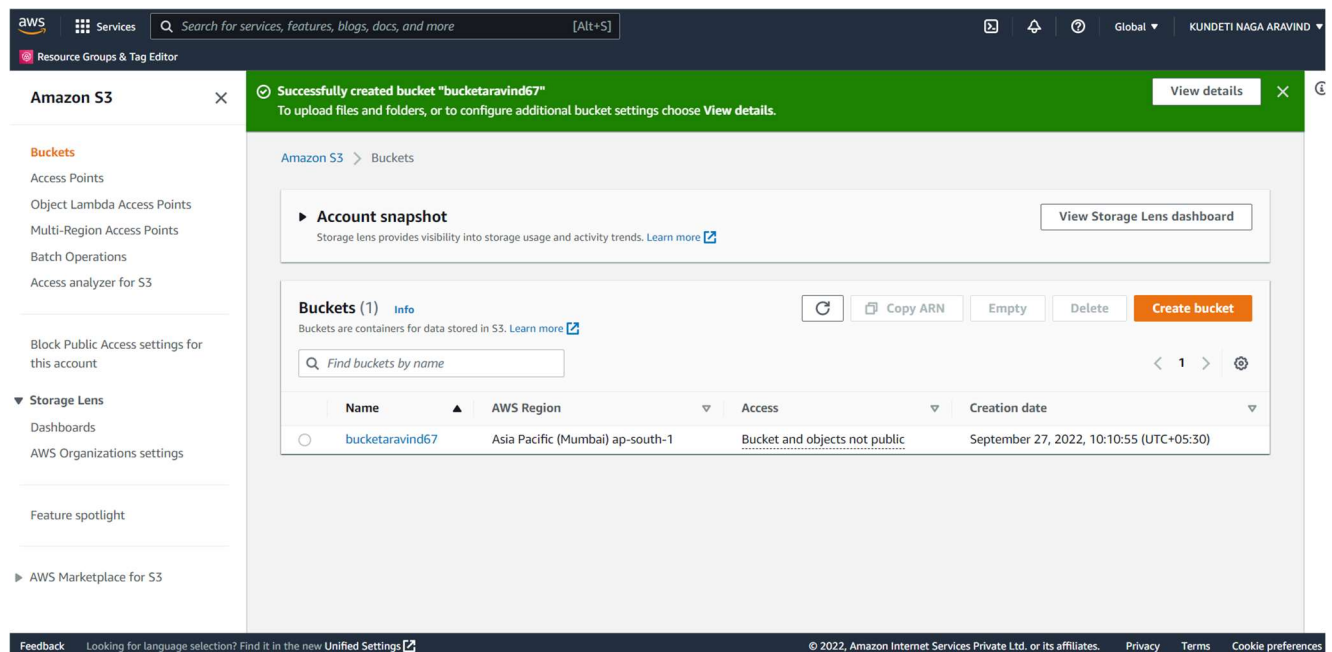 aws
Services
Search for services, features, blogs, docs, and more [Alt+S]
Global ▼
KUNDETI NAGA ARAVIND ▼
Resource Groups & Tag Editor
Amazon S3
Buckets
Access Points
Object Lambda Access Points
Multi-Region Access Points
Batch Operations
Access analyzer for S3
Block Public Access settings for
this account
Storage Lens
Dashboards
AWS Organizations settings
Feature spotlight
AWS Marketplace for S3
Successfully created bucket "bucketaravind67"
To upload files and folders, or to configure additional bucket settings choose View details.
View details
Amazon S3 > Buckets
Account snapshot
Storage lens provides visibility into storage usage and activity trends. Learn more
View Storage Lens dashboard
Buckets (1) Info
Buckets are containers for data stored in S3. Learn more
Copy ARN
Empty
Delete
Create bucket
Find buckets by name
< 1 >
Name AWS Region Access Creation date
bucketaravind67 Asia Pacific (Mumbai) ap-south-1 Bucket and objects not public September 27, 2022, 10:10:55 (UTC+05:30)
Feedback Looking for language selection? Find it in the new Unified Settings © 2022, Amazon Internet Services Private Ltd. or its affiliates. Privacy Terms Cookie preferences